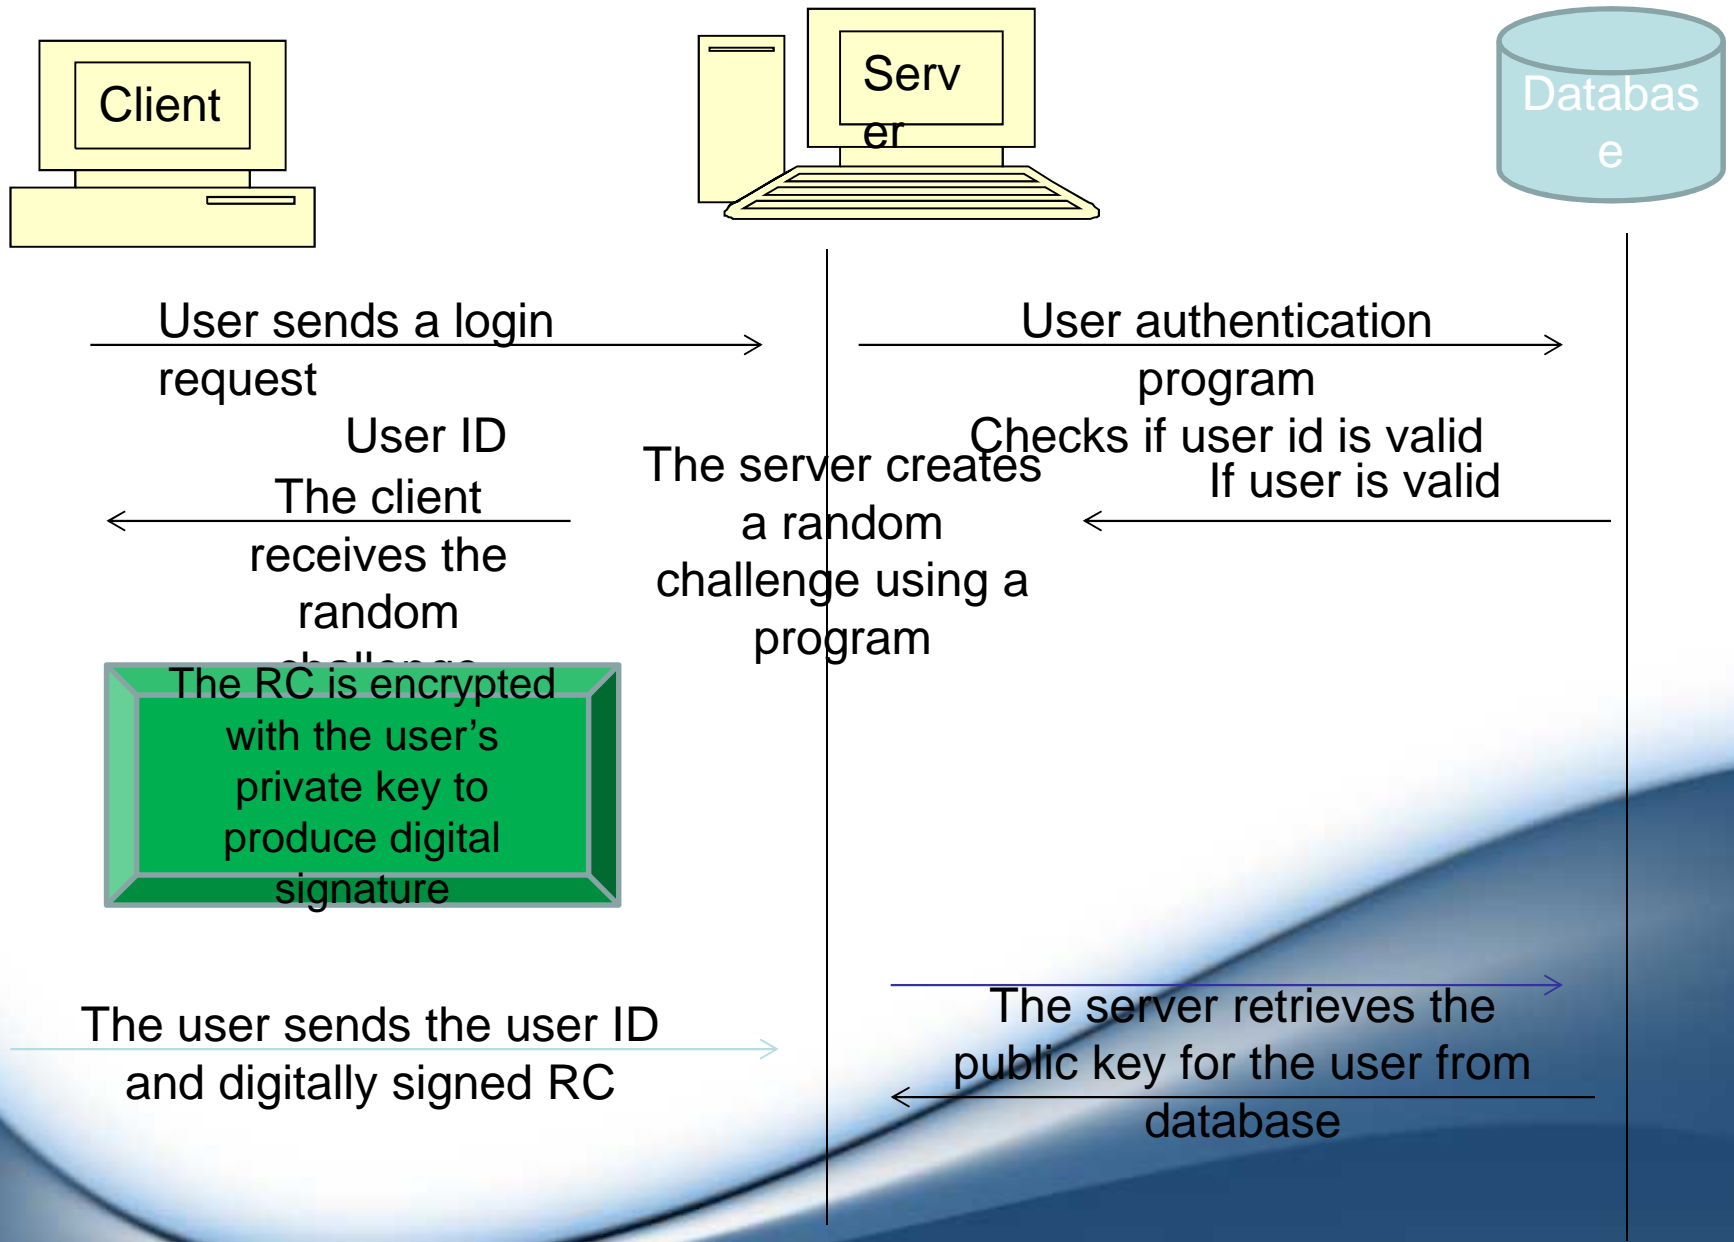 Client
Serv
er
Databas
e
User sends a login
request
User ID
User authentication
program
Checks if user id is valid
If user is valid
The server creates
a random
challenge using a
program
The client
receives the
random
challenge
The RC is encrypted
with the user’s
private key to
produce digital
signature
The user sends the user ID
and digitally signed RC
The server retrieves the
public key for the user from
database